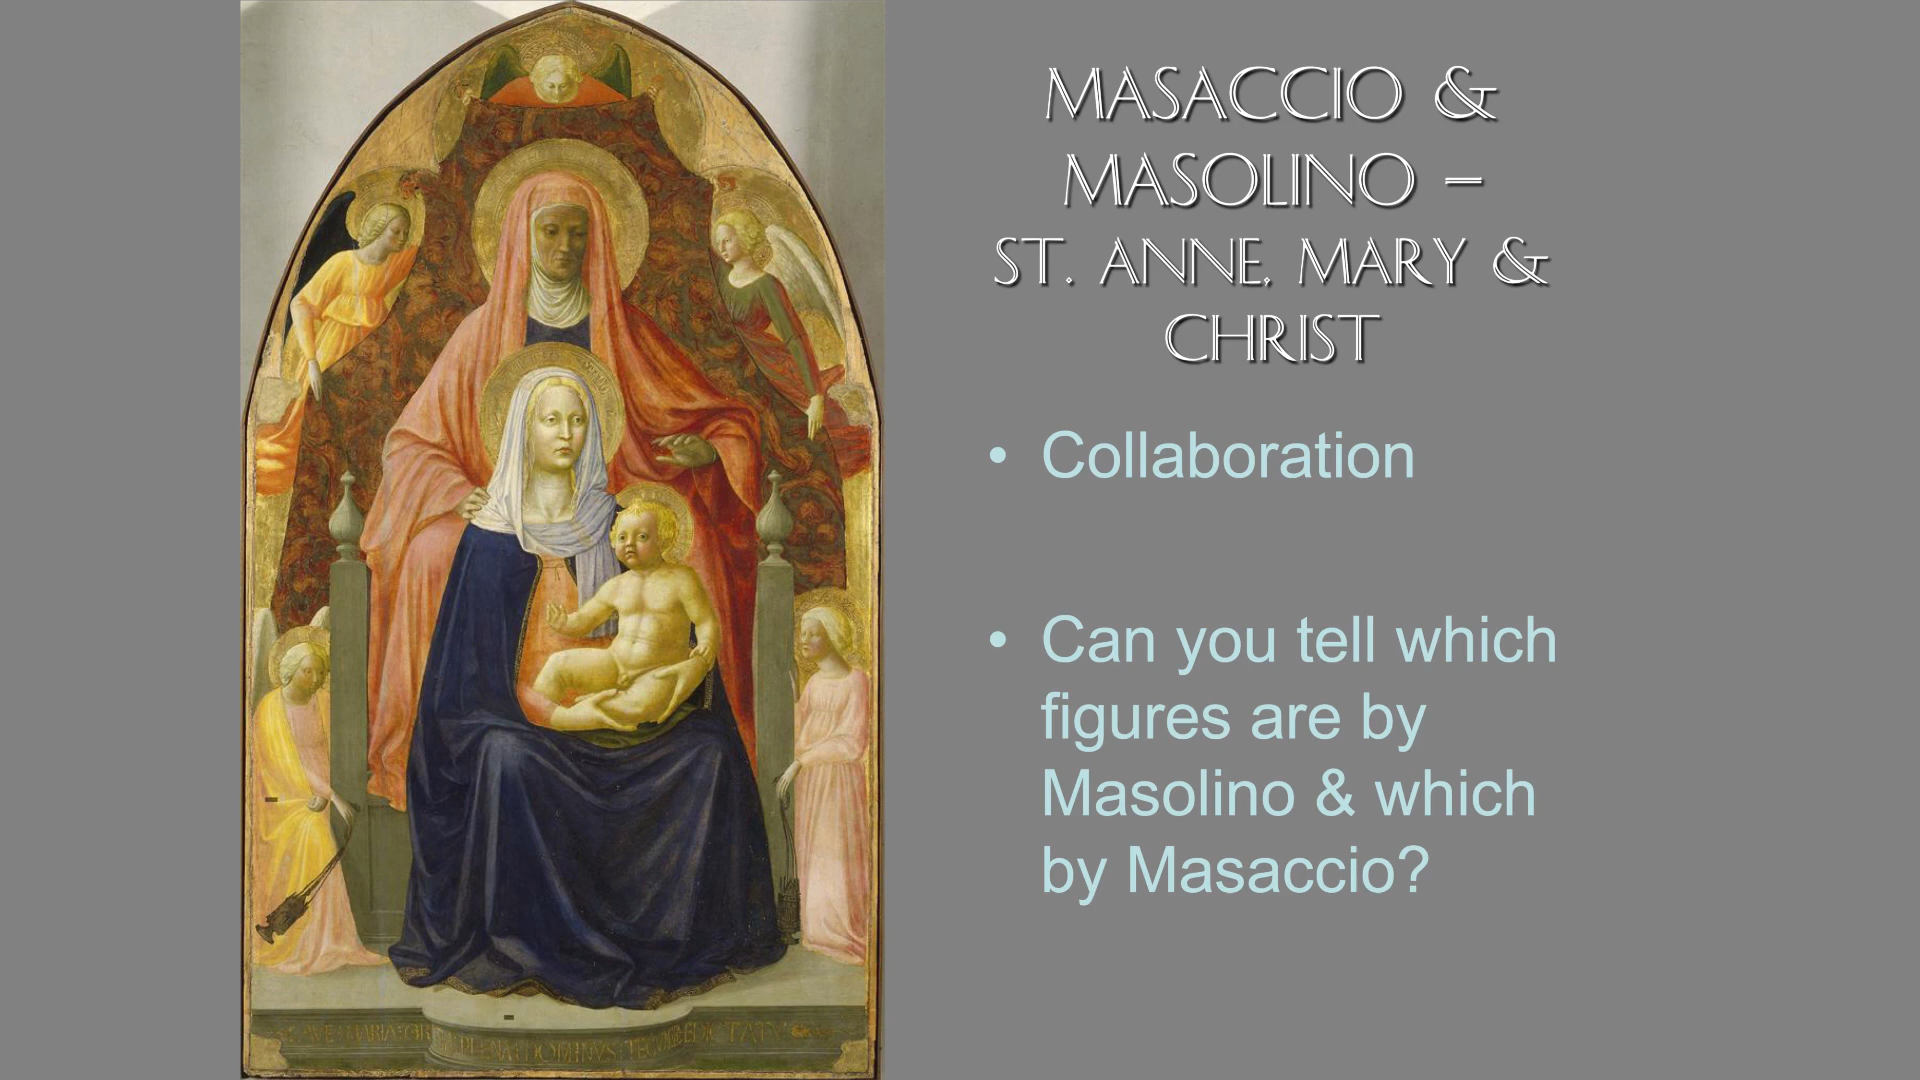 MASACCIO &
MASOLINO –
ST. ANNE, MARY &
CHRIST
• Collaboration
• Can you tell which
figures are by
Masolino & which
by Masaccio?